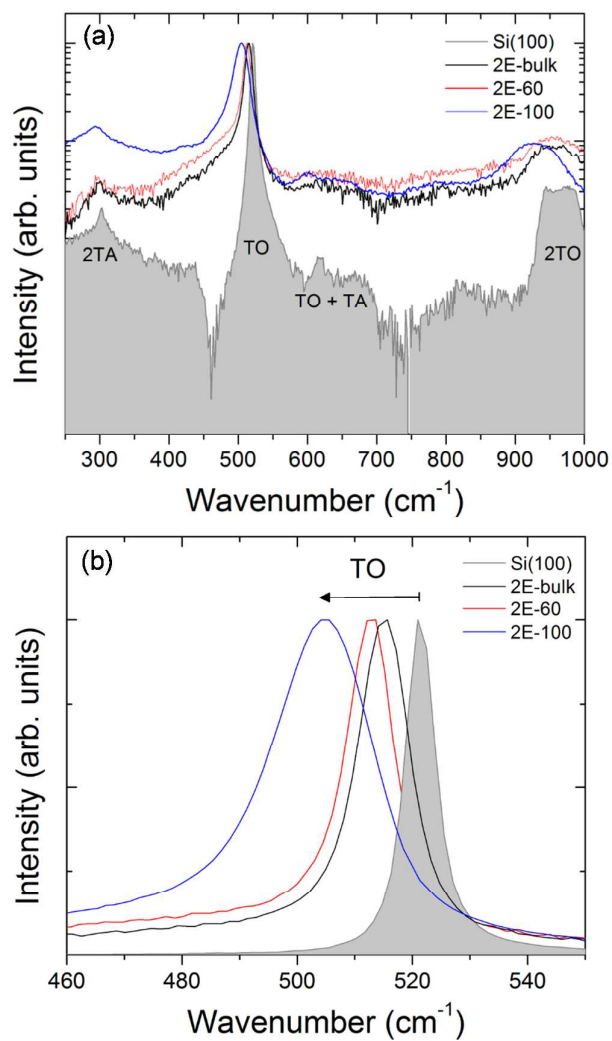 (a)
Si(100)
2E-bulk
2E-60
2E-100
2TA
TO
TO + TA
2TO
Intensity (arb. units)
300 400 500 600 700 800 900 1000
Wavenumber (cm⁻¹)
(b)
TO
Si(100)
2E-bulk
2E-60
2E-100
Intensity (arb. units)
460 480 500 520 540
Wavenumber (cm⁻¹)